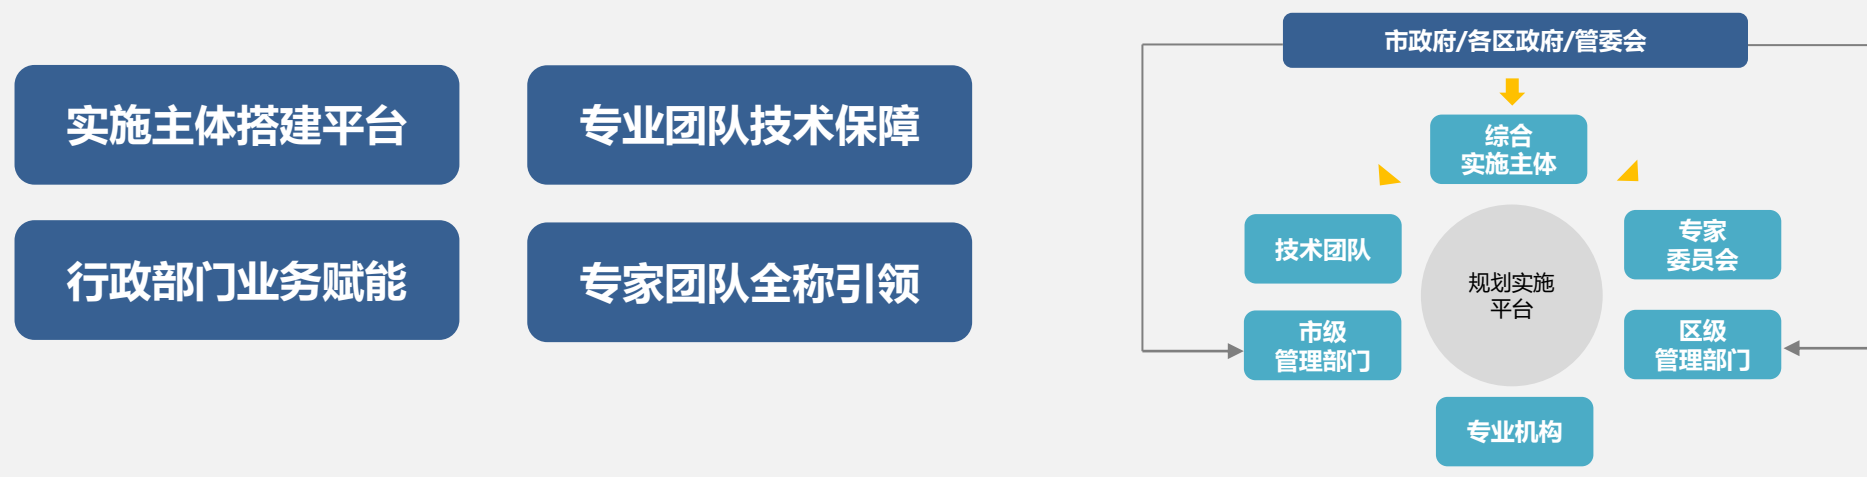 实施主体搭建平台
专业团队技术保障
行政部门业务赋能
专家团队全称引领
市政府/各区政府/管委会
综合
实施主体
技术团队
专家
委员会
规划实施
平台
市级
管理部门
区级
管理部门
专业机构